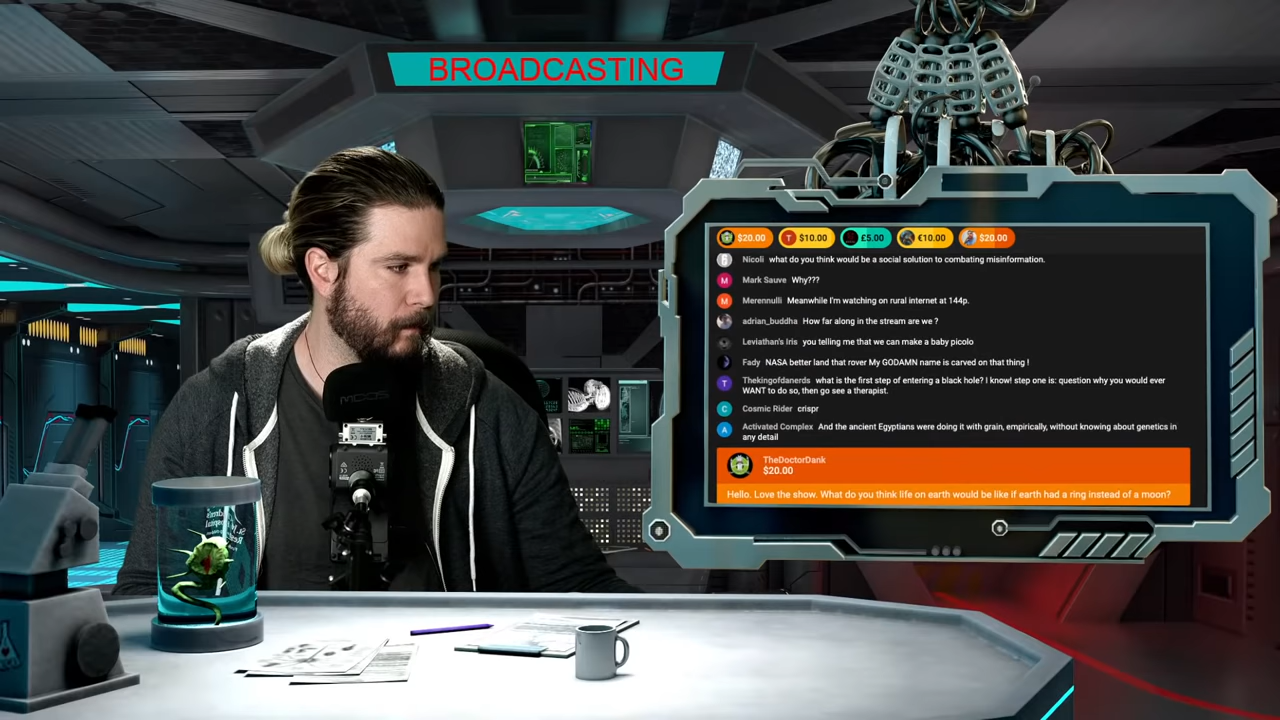 BROADCASTING
$20.00 T $10.00 £5.00 €10.00 $20.00
Nicoli what do you think would be a social solution to combating misinformation.
M Mark Sauve Why???
M Merennulli Meanwhile I'm watching on rural internet at 144p.
adrian_buddha How far along in the stream are we ?
Leviathan's Iris you telling me that we can make a baby picolo
Fady NASA better land that rover My GODAMN name is carved on that thing !
T Thekingofdanerds what is the first step of entering a black hole? I know! step one is: question why you would ever
WANT to do so, then go see a therapist.
C Cosmic Rider crispr
A Activated Complex And the ancient Egyptians were doing it with grain, empirically, without knowing about genetics in
any detail
TheDoctorDank
$20.00
Hello. Love the show. What do you think life on earth would be like if earth had a ring instead of a moon?